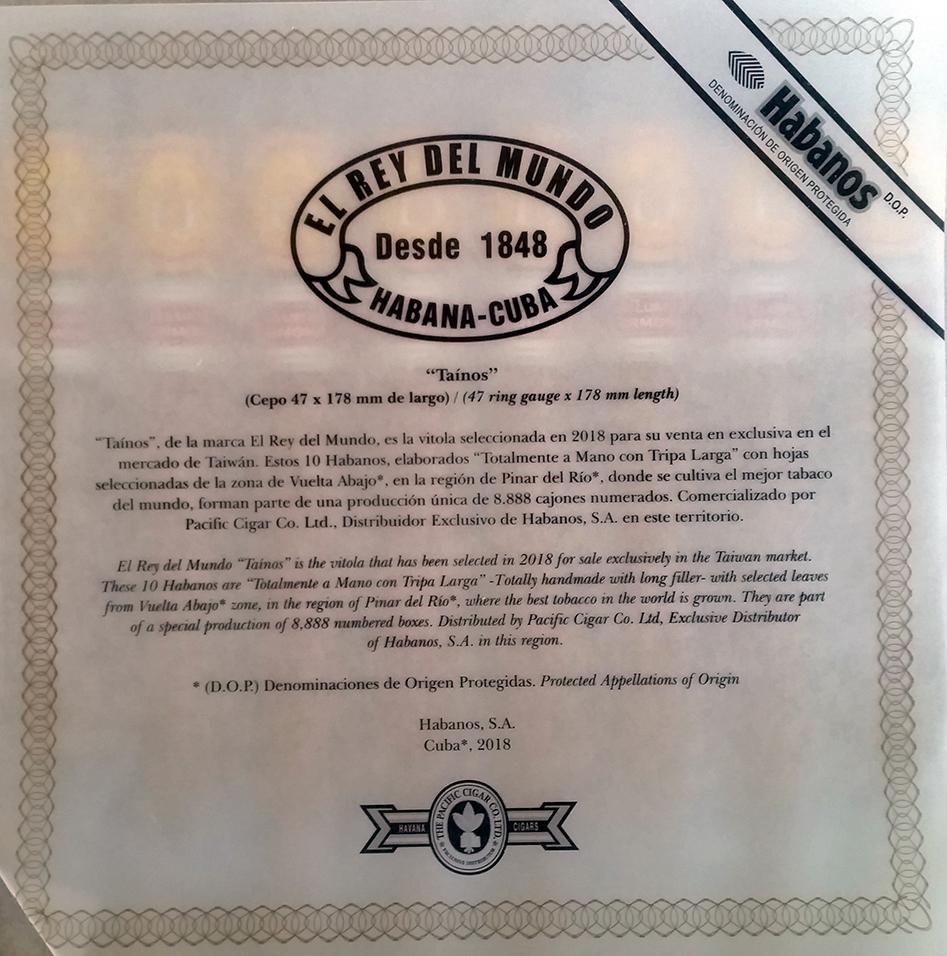 Habanos
DENOMINACIÓN DE ORIGEN PROTEGIDA
D.O.P.
EL REY DEL MUNDO
Desde 1848
HABANA-CUBA
“Taínos”
(Cepo 47 x 178 mm de largo) / (47 ring gauge x 178 mm length)
“Taínos”, de la marca El Rey del Mundo, es la vitola seleccionada en 2018 para su venta en exclusiva en el
mercado de Taiwán. Estos 10 Habanos, elaborados “Totalmente a Mano con Tripa Larga” con hojas
seleccionadas de la zona de Vuelta Abajo*, en la región de Pinar del Río*, donde se cultiva el mejor tabaco
del mundo, forman parte de una producción única de 8.888 cajones numerados. Comercializado por
Pacific Cigar Co. Ltd., Distribuidor Exclusivo de Habanos, S.A. en este territorio.
El Rey del Mundo “Taínos” is the vitola that has been selected in 2018 for sale exclusively in the Taiwan market.
These 10 Habanos are “Totalmente a Mano con Tripa Larga” -Totally handmade with long filler- with selected leaves
from Vuelta Abajo* zone, in the region of Pinar del Río*, where the best tobacco in the world is grown. They are part
of a special production of 8,888 numbered boxes. Distributed by Pacific Cigar Co. Ltd, Exclusive Distributor
of Habanos, S.A. in this region.
* (D.O.P.) Denominaciones de Origen Protegidas. Protected Appellations of Origin
Habanos, S.A.
Cuba*, 2018
THE PACIFIC CIGAR CO. LTD.
HAVANA CIGARS
EXCLUSIVE DISTRIBUTOR